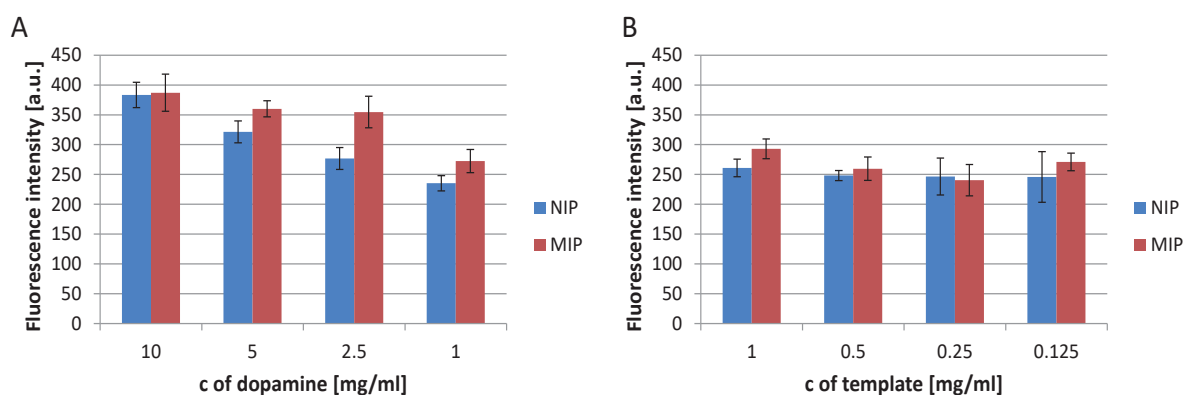 A
Fluorescence intensity [a.u.]
450
400
350
300
250
200
150
100
50
0
10 5 2.5 1
c of dopamine [mg/ml]
NIP
MIP
B
Fluorescence intensity [a.u.]
450
400
350
300
250
200
150
100
50
0
1 0.5 0.25 0.125
c of template [mg/ml]
NIP
MIP